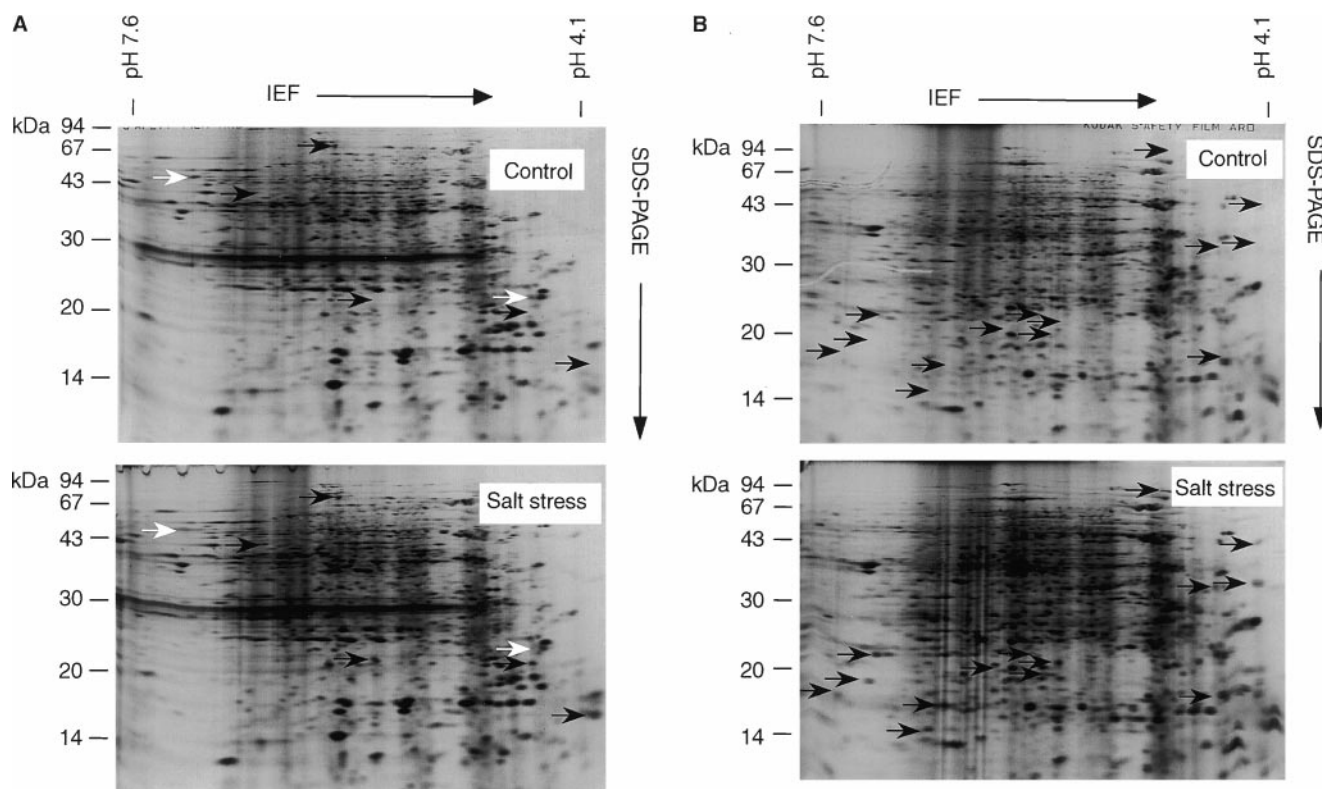 A
pH 7.6
pH 4.1
IEF
kDa
94
67
43
30
20
14
Control
SDS-PAGE
kDa
94
67
43
30
20
14
Salt stress
B
pH 7.6
pH 4.1
IEF
kDa
94
67
43
30
20
14
KODAK S'AFETY FILM
Control
SDS-PAGE
kDa
94
67
43
30
20
14
Salt stress